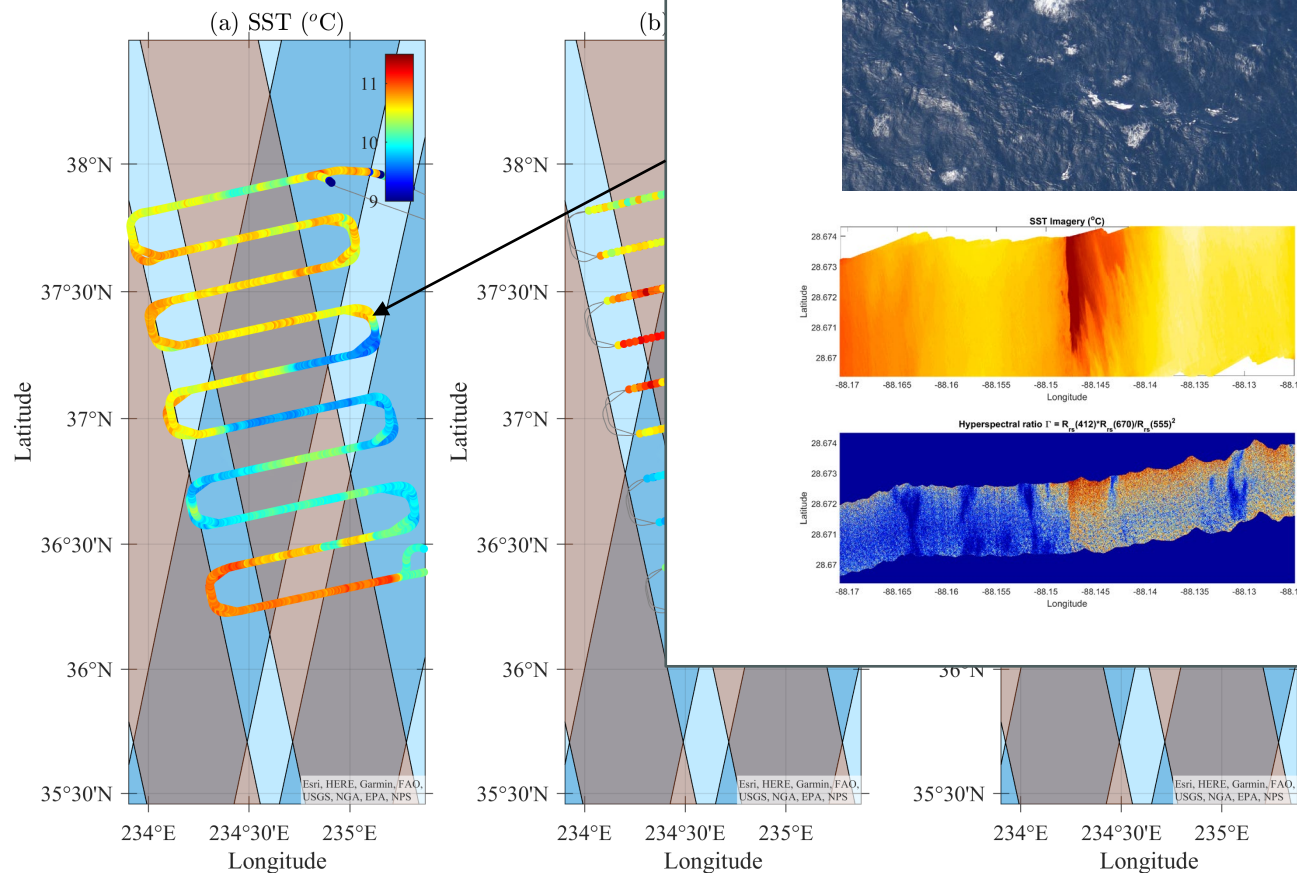 (a) SST (°C)
(b)
11
10
9
38°N
37°30'N
37°N
36°30'N
36°N
35°30'N
Latitude
234°E
234°30'E
235°E
Longitude
Esri, HERE, Garmin, FAO,
USGS, NGA, EPA, NPS
38°N
37°30'N
37°N
36°30'N
36°N
35°30'N
Latitude
234°E
234°30'E
235°E
Longitude
Esri, HERE, Garmin, FAO,
USGS, NGA, EPA, NPS
SST Imagery (°C)
28.674
28.673
28.672
28.671
28.67
Latitude
-88.17 -88.165 -88.16 -88.155 -88.15 -88.145 -88.14 -88.135 -88.13 -88.1
Longitude
Hyperspectral ratio Γ = Rrs(412)*Rrs(670)/Rrs(555)²
28.674
28.673
28.672
28.671
28.67
Latitude
-88.17 -88.165 -88.16 -88.155 -88.15 -88.145 -88.14 -88.135 -88.13 -88.1
Longitude
36°N
35°30'N
234°E
234°30'E
235°E
Longitude
Esri, HERE, Garmin, FAO,
USGS, NGA, EPA, NPS